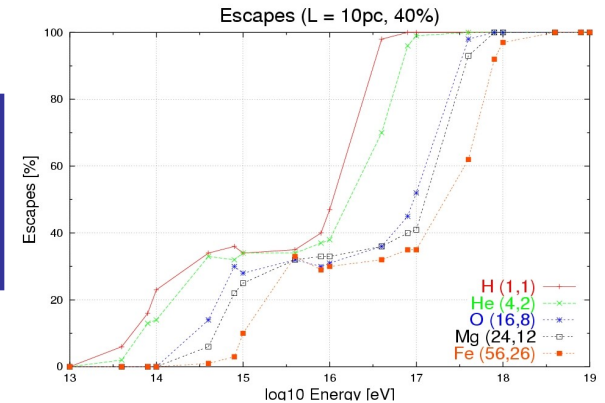 Escapes (L = 10pc, 40%)
100
80
60
40
20
0
Escapes [%]
H (1,1)
He (4,2)
O (16,8)
Mg (24,12
Fe (56,26)
13 14 15 16 17 18 19
log10 Energy [eV]